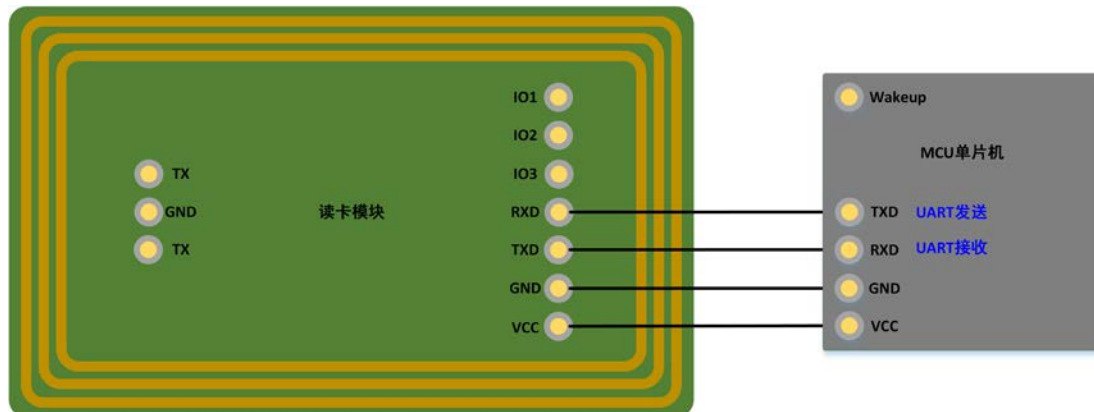 IO1
IO2
IO3
RXD
TXD
GND
VCC
TX
GND
TX
读卡模块
Wakeup
MCU单片机
TXD UART发送
RXD UART接收
GND
VCC